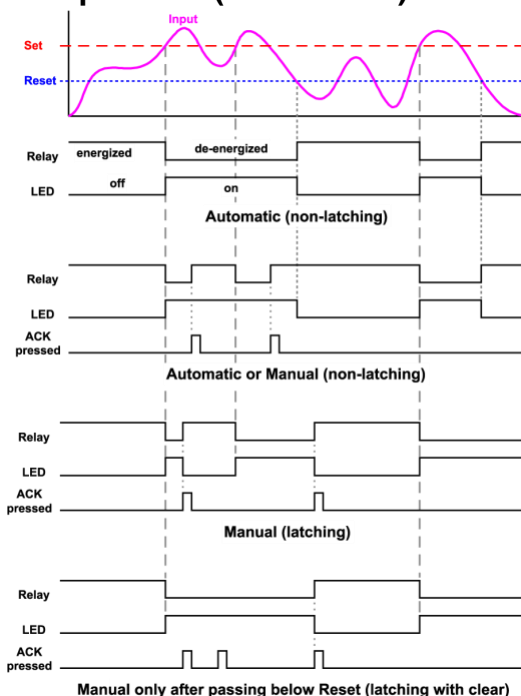 Input
Set
Reset
energized
de-energized
Relay
off
on
LED
Automatic (non-latching)
Relay
LED
ACK
pressed
Automatic or Manual (non-latching)
Relay
LED
ACK
pressed
Manual (latching)
Relay
LED
ACK
pressed
Manual only after passing below Reset (latching with clear)